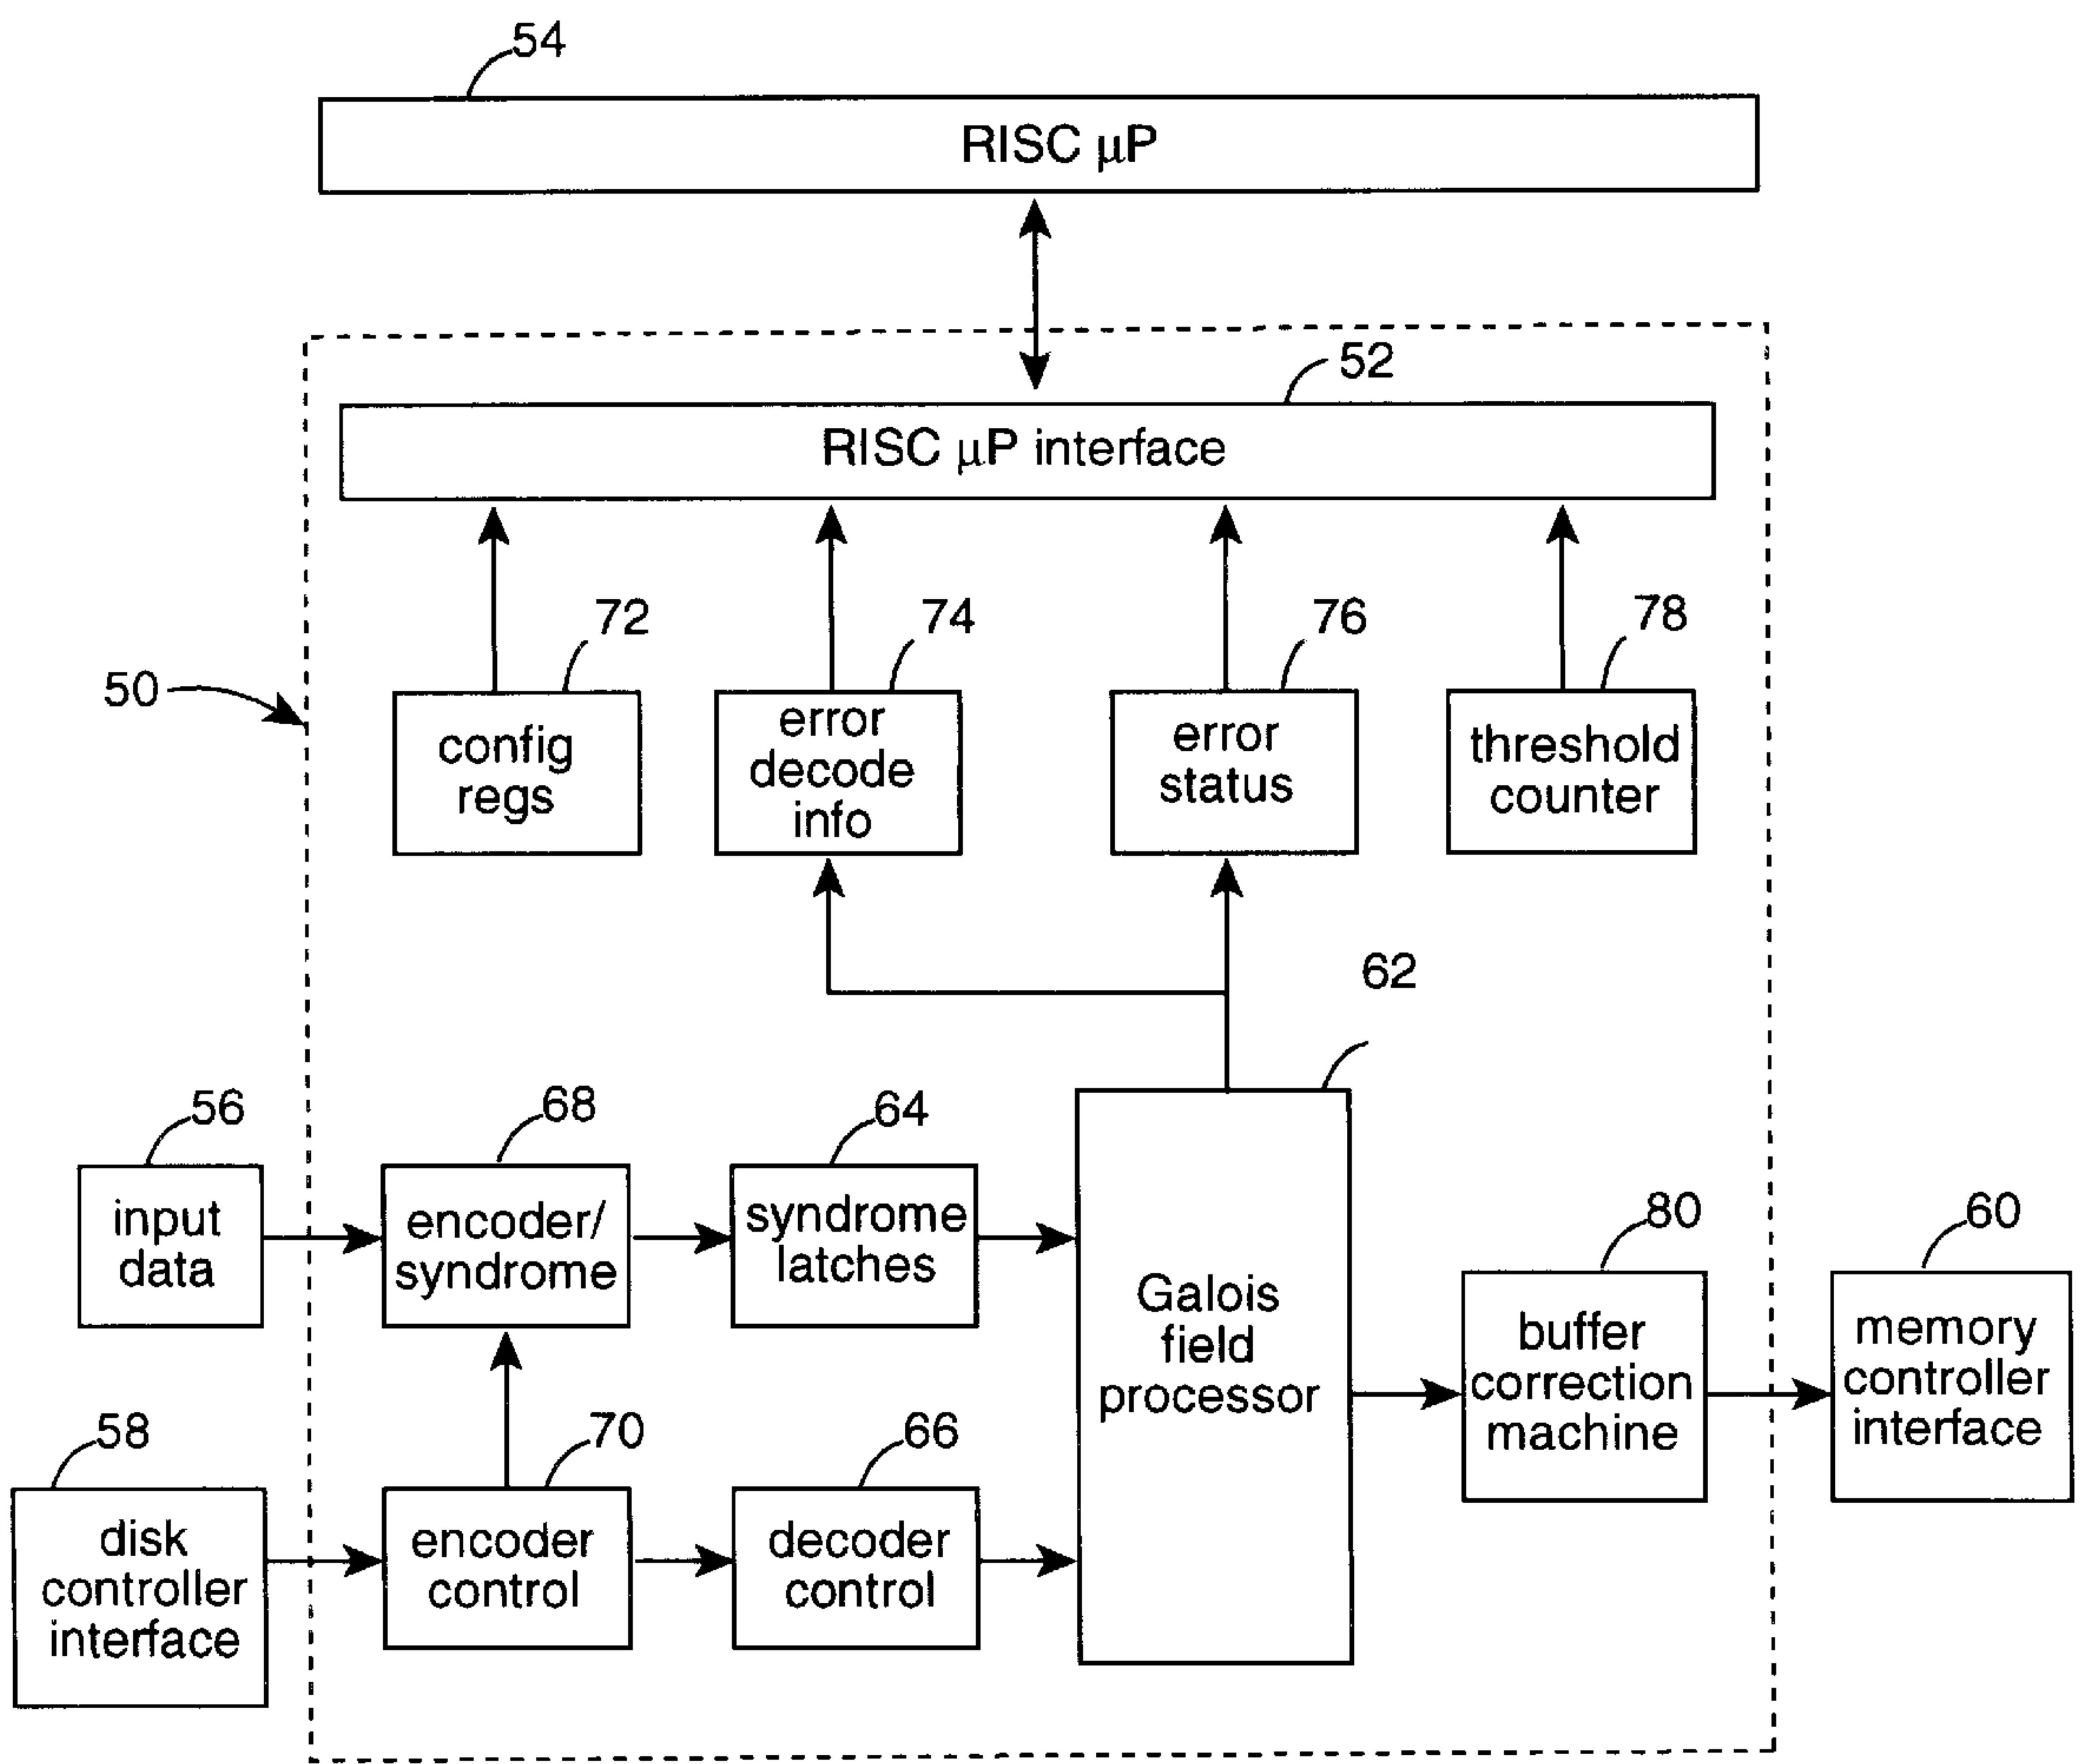 54
RISC μP
52
RISC μP interface
72
74
76
78
50
config
regs
error
decode
info
error
status
threshold
counter
62
56
68
64
input
data
encoder/
syndrome
syndrome
latches
Galois
field
processor
80
60
buffer
correction
machine
memory
controller
interface
58
70
66
disk
controller
interface
encoder
control
decoder
control